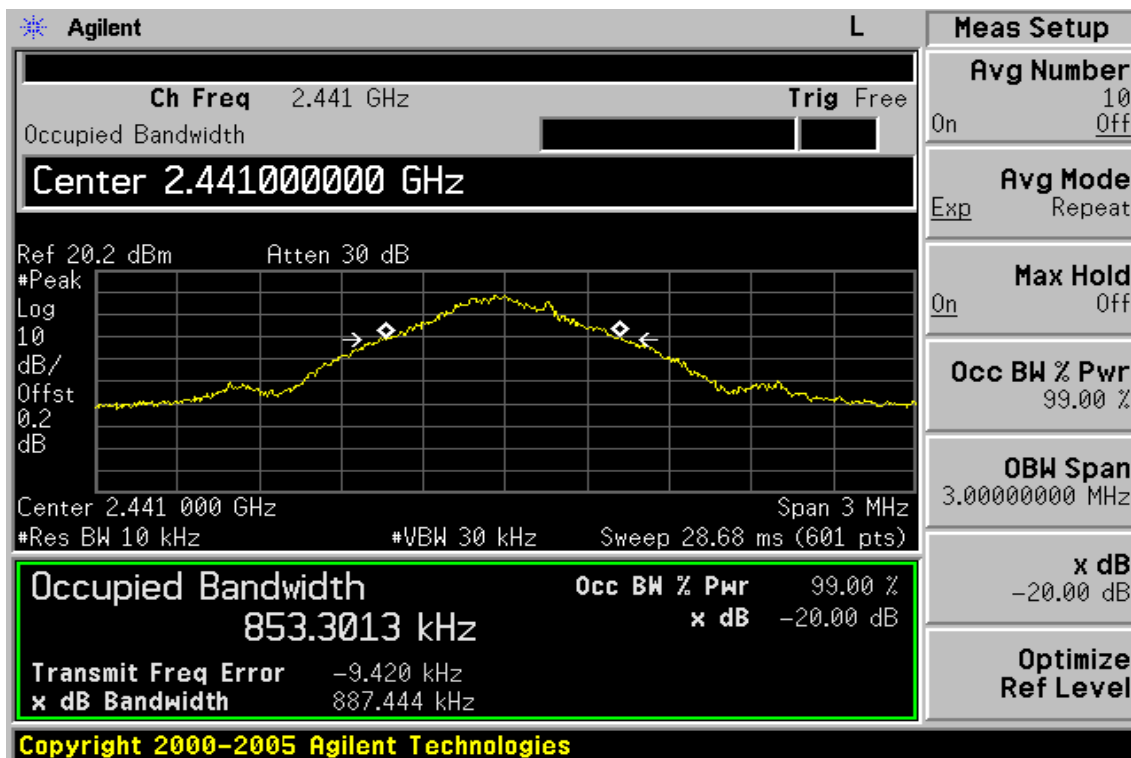 Agilent L
Ch Freq 2.441 GHz Trig Free
Occupied Bandwidth
Center 2.441000000 GHz
Ref 20.2 dBm Atten 30 dB
#Peak
Log
10
dB/
Offst
0.2
dB
Center 2.441 000 GHz Span 3 MHz
#Res BW 10 kHz #VBW 30 kHz Sweep 28.68 ms (601 pts)
Occupied Bandwidth Occ BW % Pwr 99.00 %
853.3013 kHz x dB -20.00 dB
Transmit Freq Error -9.420 kHz
x dB Bandwidth 887.444 kHz
Copyright 2000-2005 Agilent Technologies
Meas Setup
Avg Number
10
On Off
Avg Mode
Exp Repeat
Max Hold
On Off
Occ BW % Pwr
99.00 %
OBW Span
3.00000000 MHz
x dB
-20.00 dB
Optimize
Ref Level